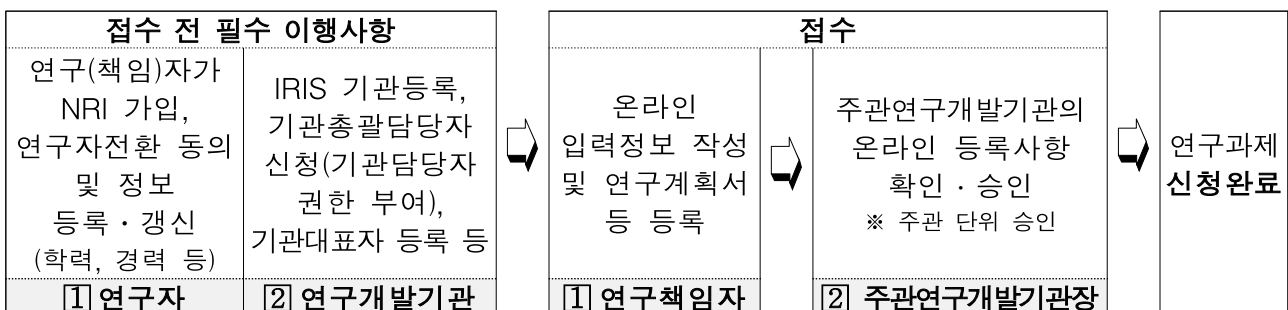 접수 전 필수 이행사항
연구(책임)자가
NRI 가입,
연구자전환 동의
및 정보
등록·갱신
(학력, 경력 등)
1 연구자
IRIS 기관등록,
기관총괄담당자
신청(기관담당자
권한 부여),
기관대표자 등록 등
2 연구개발기관
접수
온라인
입력정보 작성
및 연구계획서
등 등록
1 연구책임자
주관연구개발기관의
온라인 등록사항
확인·승인
※ 주관 단위 승인
2 주관연구개발기관장
연구과제
신청완료